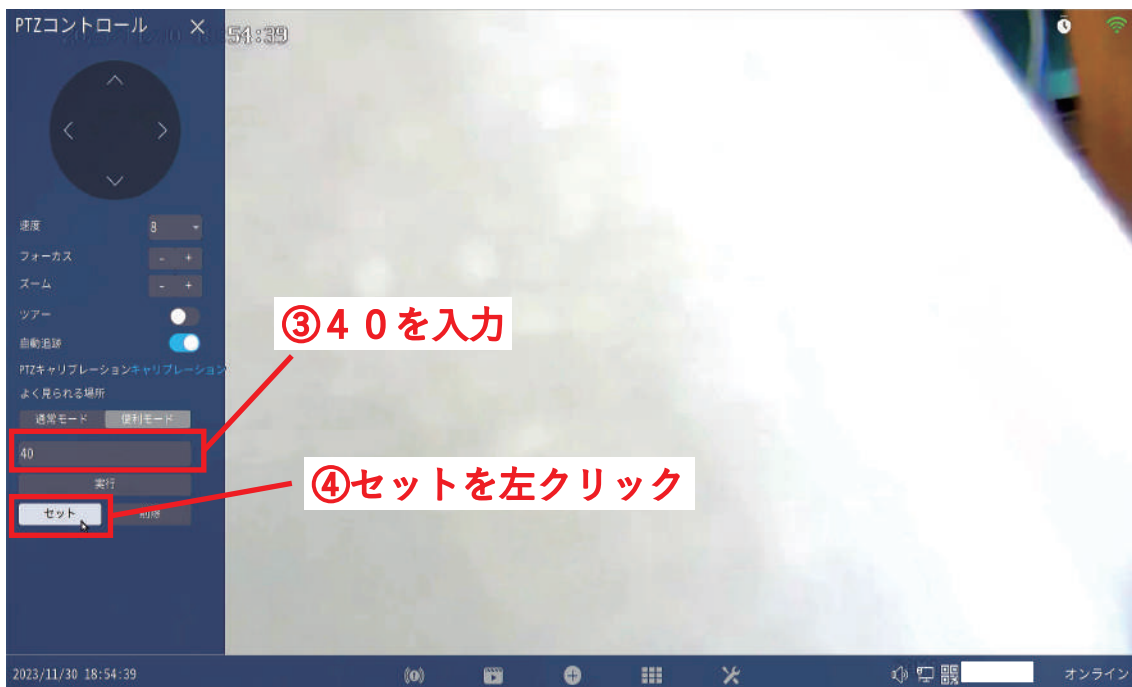 PTZコントロール
54:39
速度
8
フォーカス
- +
ズーム
- +
ツアー
自動追跡
PTZキャリブレーションキャリブレーション
よく見られる場所
通常モード 便利モード
40
実行
セット 削除
③40を入力
④セットを左クリック
2023/11/30 18:54:39
オンライン